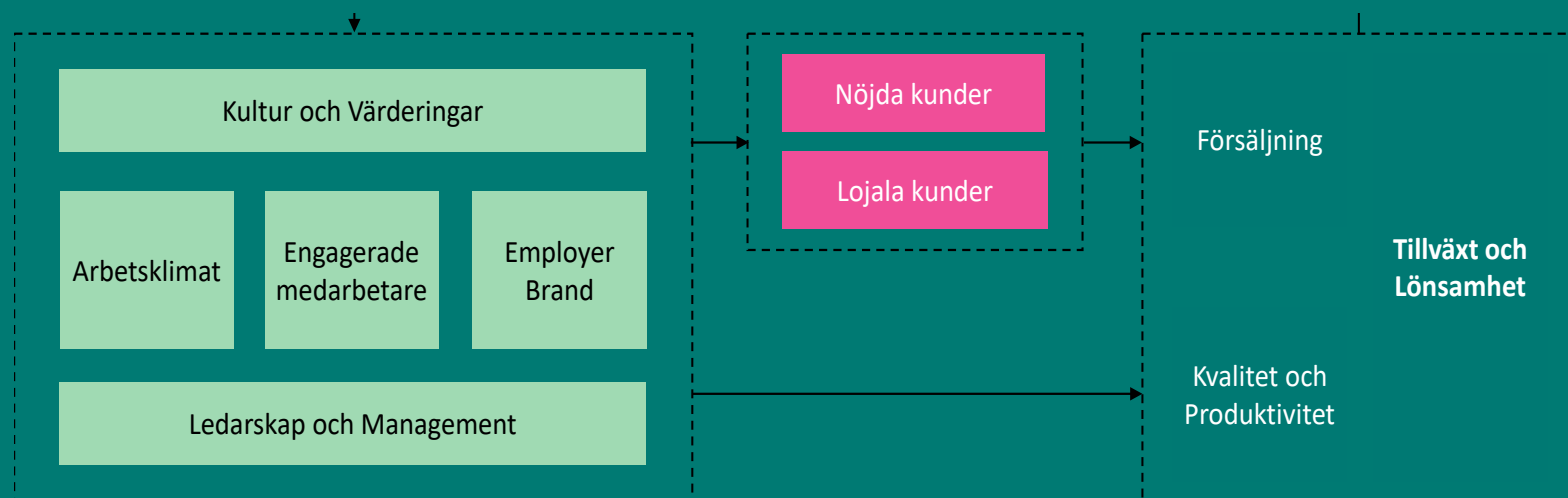 Kultur och Värderingar
Arbetsklimat
Engagerade
medarbetare
Employer
Brand
Ledarskap och Management
Nöjda kunder
Lojala kunder
Försäljning
Kvalitet och
Produktivitet
Tillväxt och
Lönsamhet